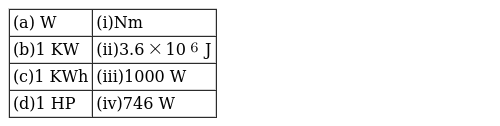 (a) W (i)Nm
(b)1 KW (ii)3.6 × 10 6 J
(c)1 KWh (iii)1000 W
(d)1 HP (iv)746 W